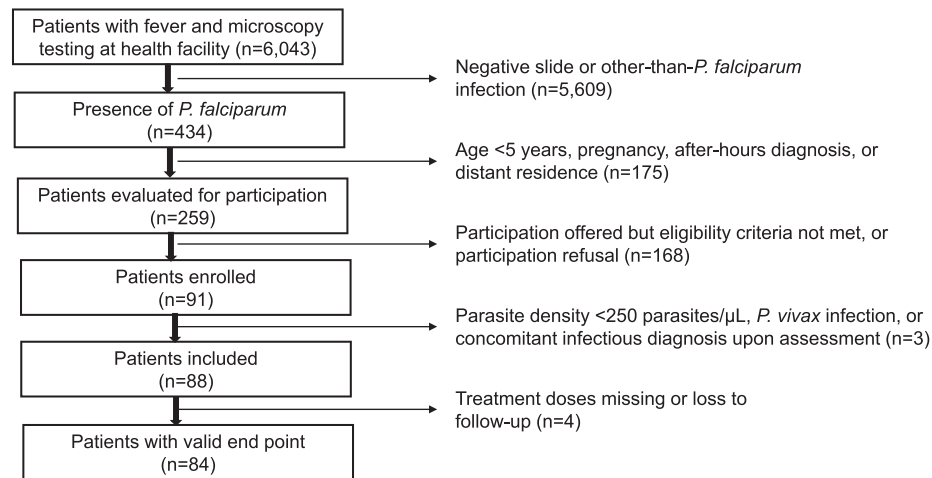 Patients with fever and microscopy
testing at health facility (n=6,043)
Negative slide or other-than-P. falciparum
infection (n=5,609)
Presence of P. falciparum
(n=434)
Age <5 years, pregnancy, after-hours diagnosis, or
distant residence (n=175)
Patients evaluated for participation
(n=259)
Participation offered but eligibility criteria not met, or
participation refusal (n=168)
Patients enrolled
(n=91)
Parasite density <250 parasites/µL, P. vivax infection, or
concomitant infectious diagnosis upon assessment (n=3)
Patients included
(n=88)
Treatment doses missing or loss to
follow-up (n=4)
Patients with valid end point
(n=84)